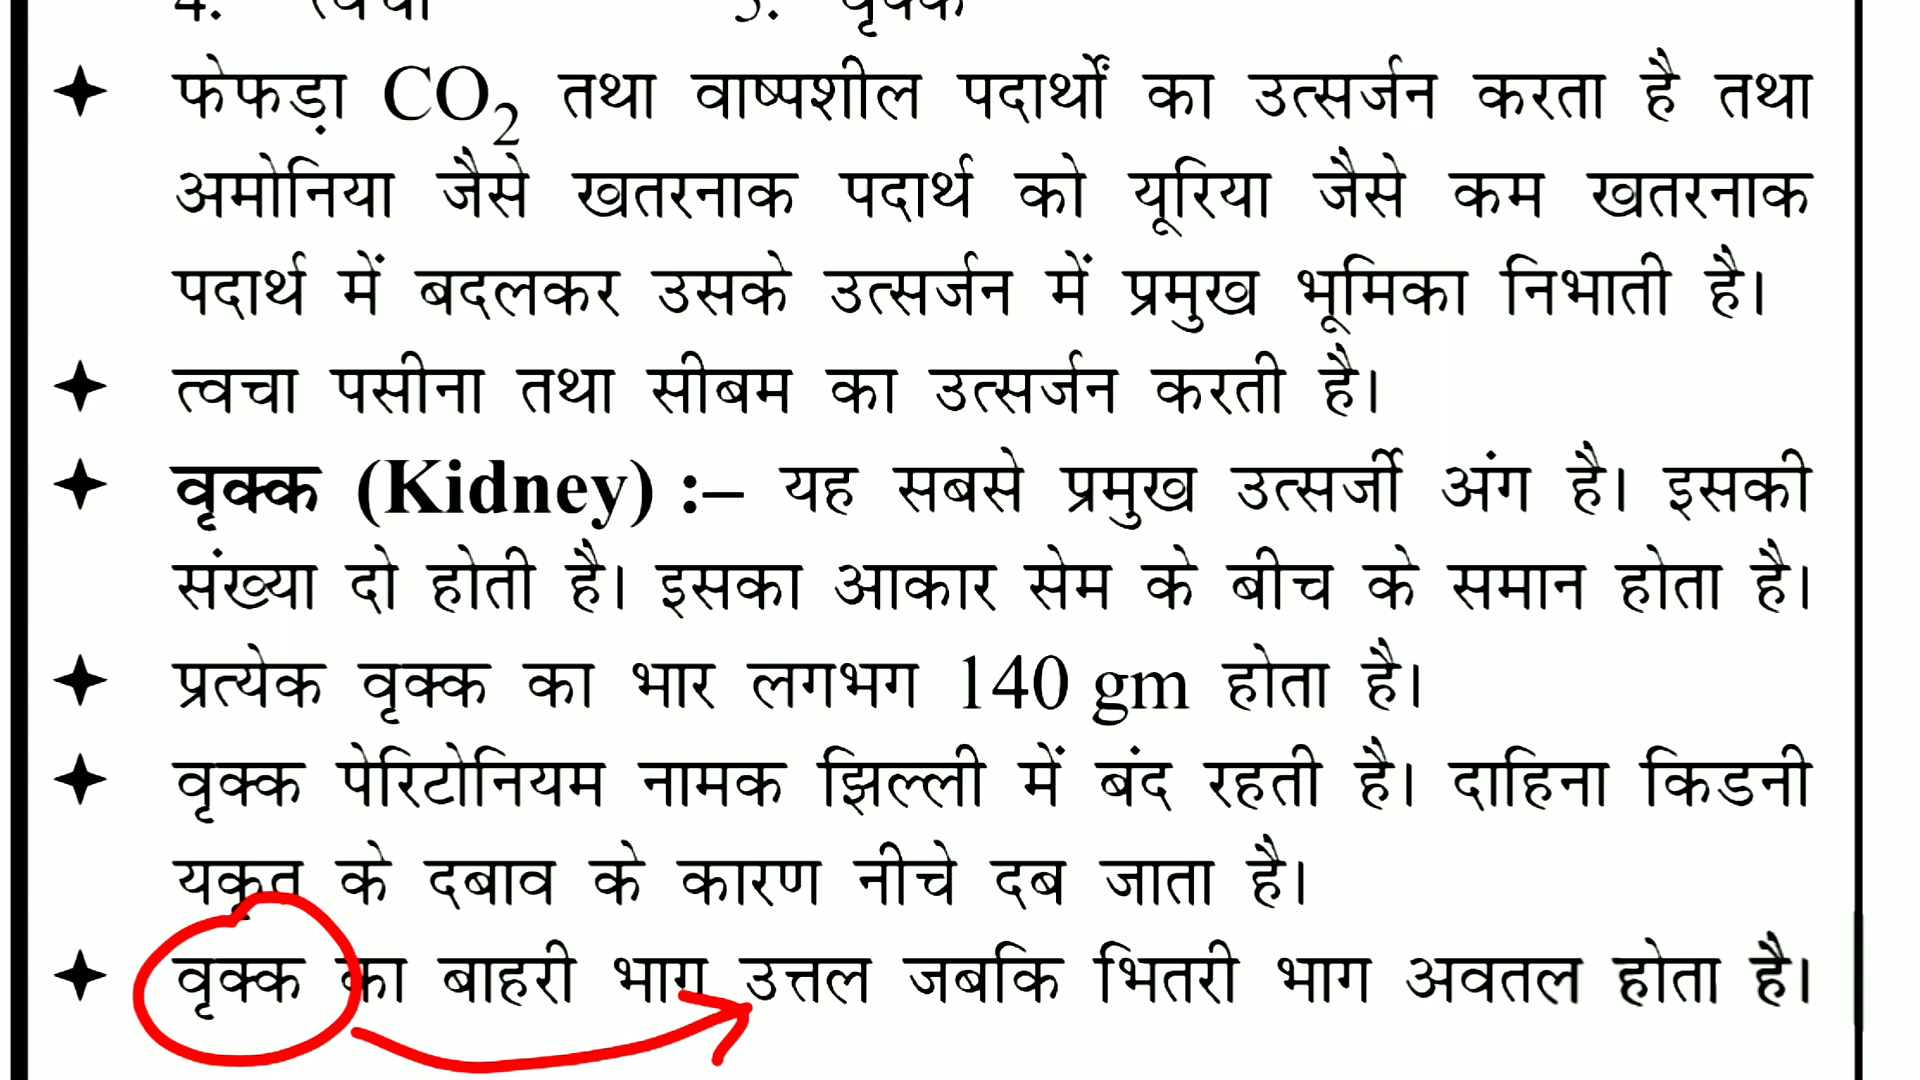 4. त्वचा 5. वृक्क
✦ फेफड़ा CO₂ तथा वाष्पशील पदार्थों का उत्सर्जन करता है तथा
अमोनिया जैसे खतरनाक पदार्थ को यूरिया जैसे कम खतरनाक
पदार्थ में बदलकर उसके उत्सर्जन में प्रमुख भूमिका निभाती है।
✦ त्वचा पसीना तथा सीबम का उत्सर्जन करती है।
✦ वृक्क (Kidney) :– यह सबसे प्रमुख उत्सर्जी अंग है। इसकी
संख्या दो होती है। इसका आकार सेम के बीच के समान होता है।
✦ प्रत्येक वृक्क का भार लगभग 140 gm होता है।
✦ वृक्क पेरिटोनियम नामक झिल्ली में बंद रहती है। दाहिना किडनी
यकृत के दबाव के कारण नीचे दब जाता है।
✦ वृक्क का बाहरी भाग उत्तल जबकि भितरी भाग अवतल होता है।